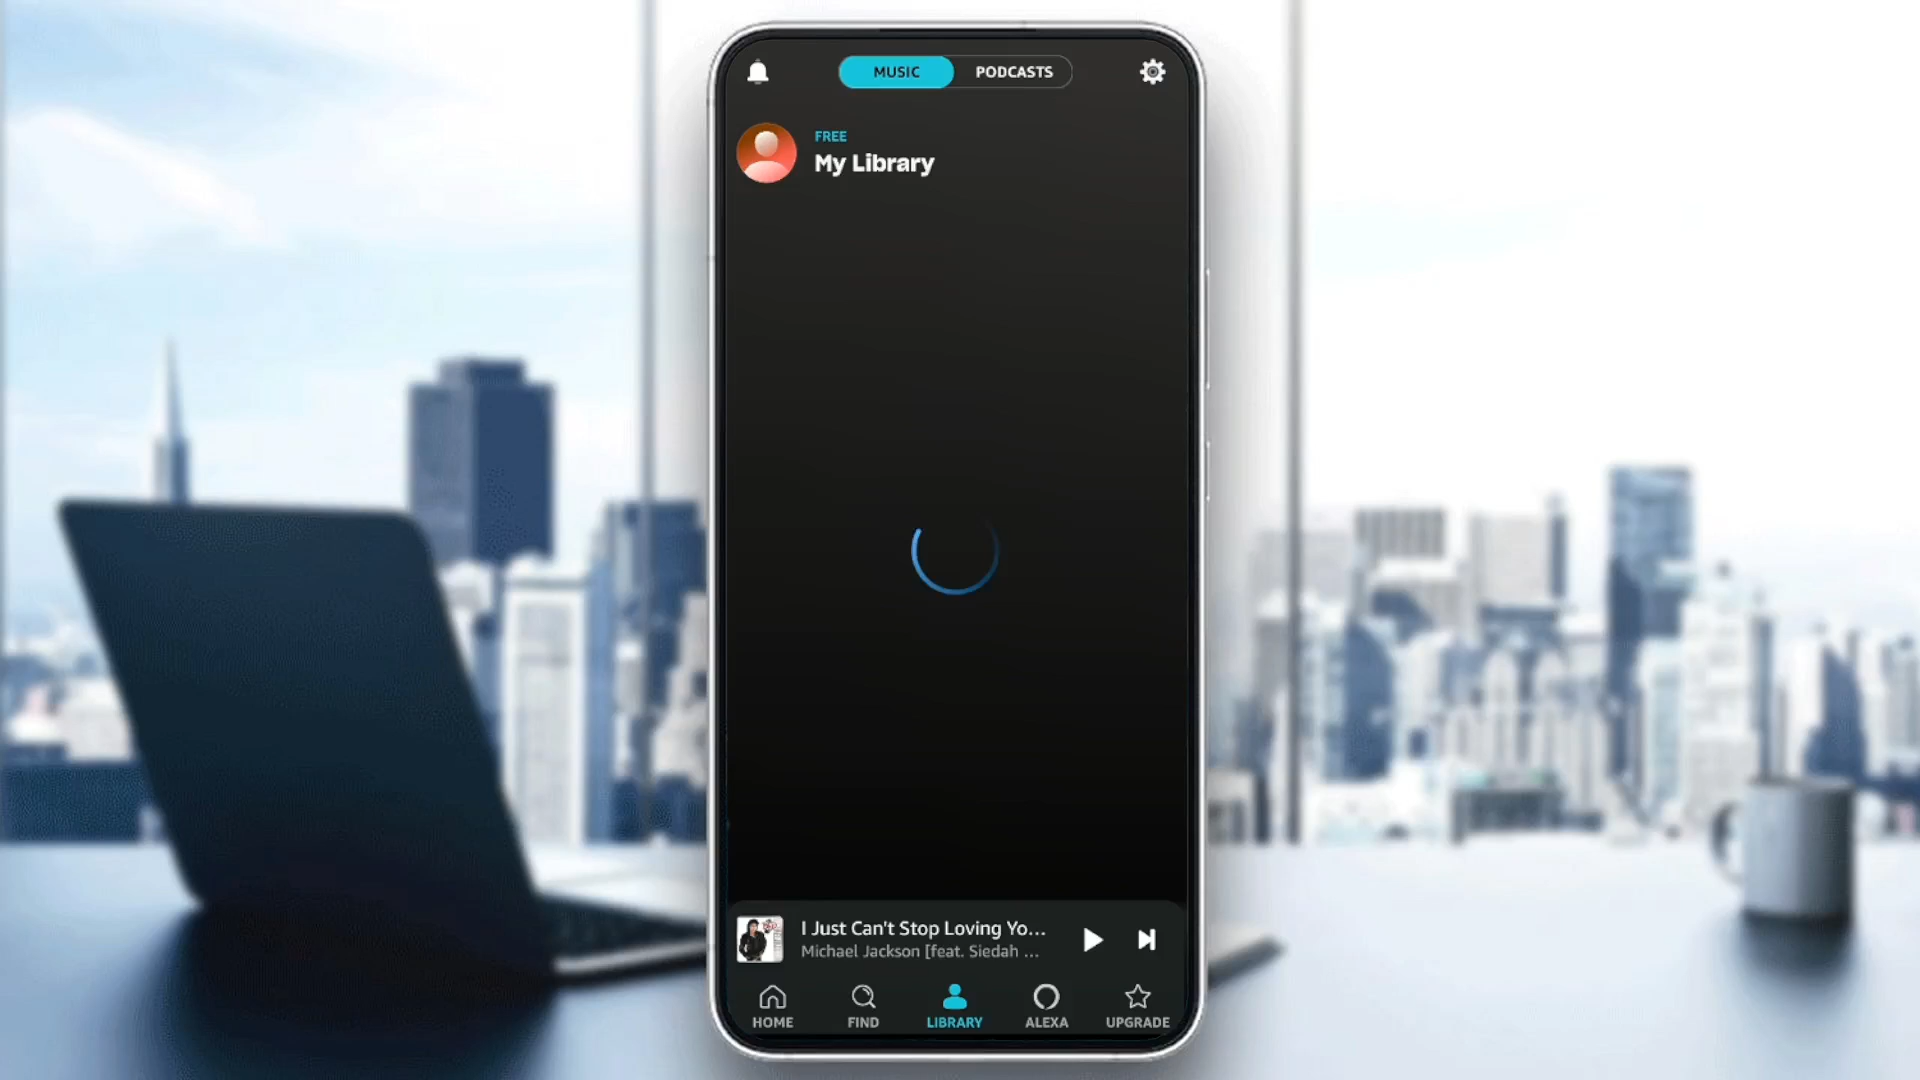 MUSIC
PODCASTS
FREE
My Library
I Just Can't Stop Loving Yo...
Michael Jackson [feat. Siedah ...
HOME
FIND
LIBRARY
ALEXA
UPGRADE